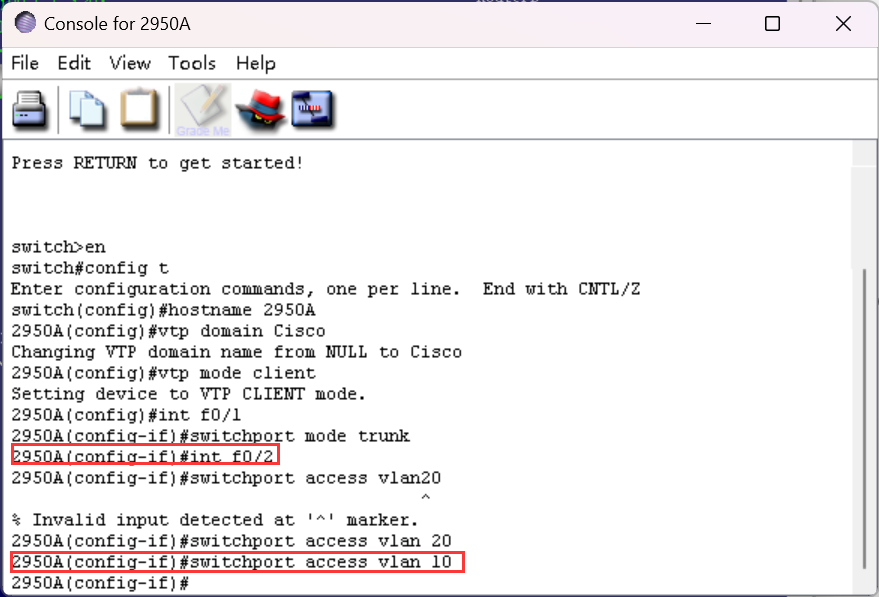 Console for 2950A
File Edit View Tools Help
Grade Me
Press RETURN to get started!
switch>en
switch#config t
Enter configuration commands, one per line.  End with CNTL/Z
switch(config)#hostname 2950A
2950A(config)#vtp domain Cisco
Changing VTP domain name from NULL to Cisco
2950A(config)#vtp mode client
Setting device to VTP CLIENT mode.
2950A(config)#int f0/1
2950A(config-if)#switchport mode trunk
2950A(config-if)#int f0/2
2950A(config-if)#switchport access vlan20
^
% Invalid input detected at '^' marker.
2950A(config-if)#switchport access vlan 20
2950A(config-if)#switchport access vlan 10
2950A(config-if)#